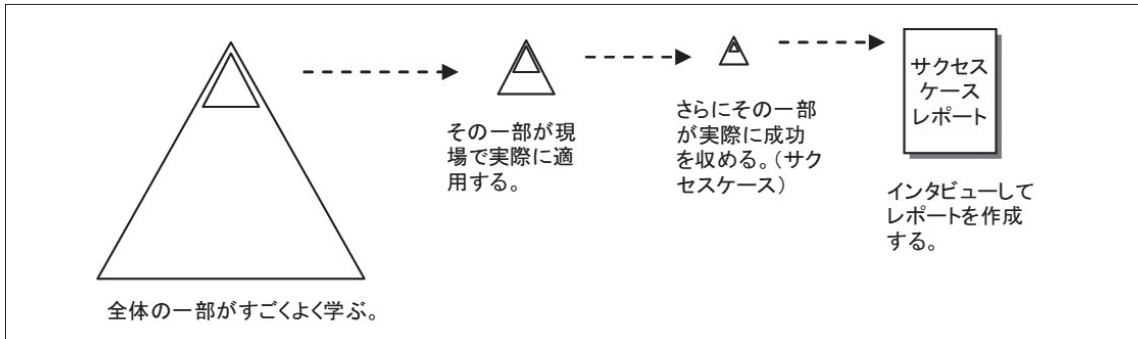 全体の一部がすごくよく学ぶ。
その一部が現
場で実際に適
用する。
さらにその一部
が実際に成功
を収める。(サク
セスケース)
サクセス
ケース
レポート
インタビューして
レポートを作成
する。